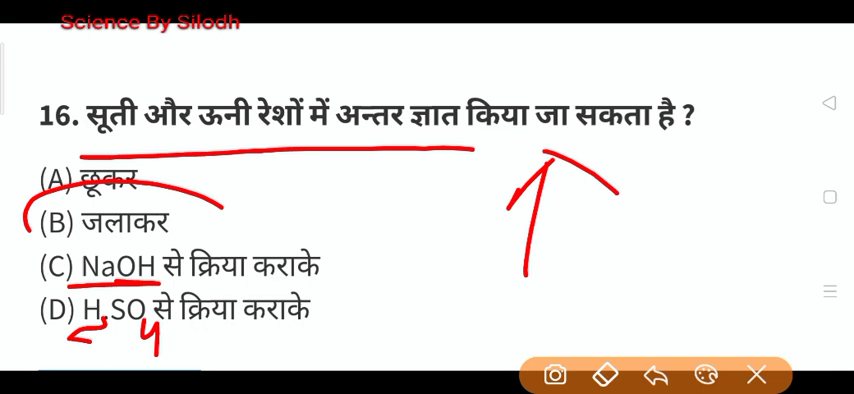 Science By Silodh
16. सूती और ऊनी रेशों में अन्तर ज्ञात किया जा सकता है ?
(A) छूकर
(B) जलाकर
(C) NaOH से क्रिया कराके
(D) H2SO4 से क्रिया कराके